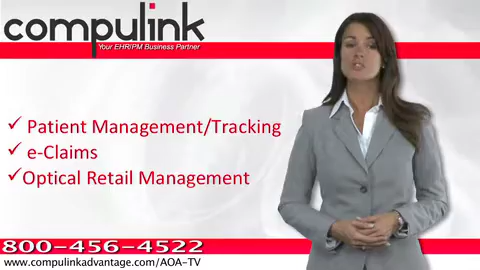 compulink
Your EHR/PM Business Partner
✓ Patient Management/Tracking
✓ e-Claims
✓Optical Retail Management
800-456-4522
www.compulinkadvantage.com/AOA-TV